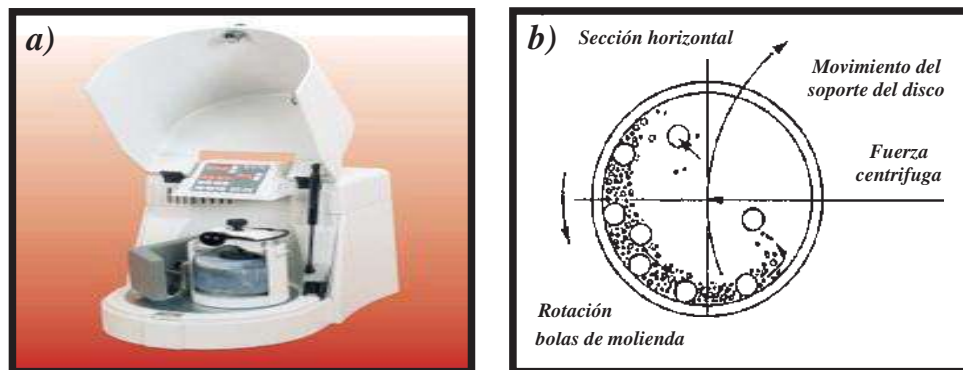 a)
b)
Sección horizontal
Movimiento del
soporte del disco
Fuerza
centrifuga
Rotación
bolas de molienda